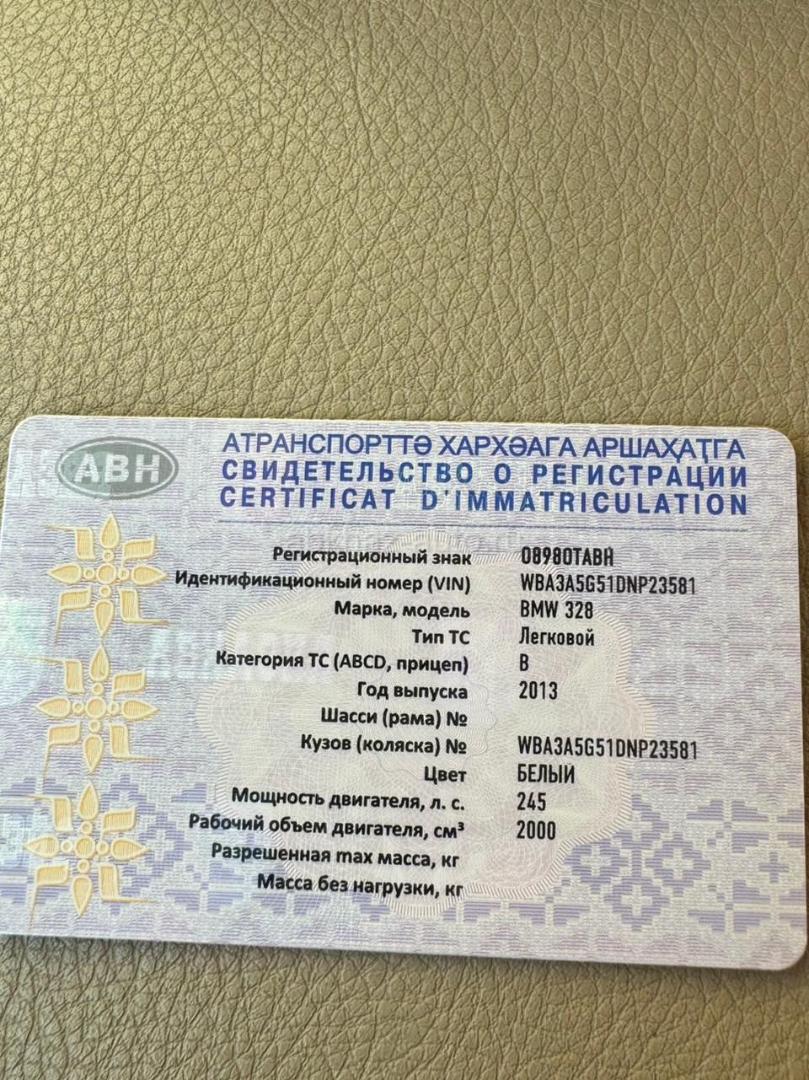 АВН
АТРАНСПОРТТӘ ХАРХӘАГА АРШАҲАҬГА
СВИДЕТЕЛЬСТВО О РЕГИСТРАЦИИ
CERTIFICAT D'IMMATRICULATION
Регистрационный знак 08980TABH
Идентификационный номер (VIN) WBA3A5G51DNP23581
Марка, модель BMW 328
Тип ТС Легковой
Категория ТС (ABCD, прицеп) B
Год выпуска 2013
Шасси (рама) №
Кузов (коляска) № WBA3A5G51DNP23581
Цвет БЕЛЫЙ
Мощность двигателя, л. с. 245
Рабочий объем двигателя, см³ 2000
Разрешенная max масса, кг
Масса без нагрузки, кг